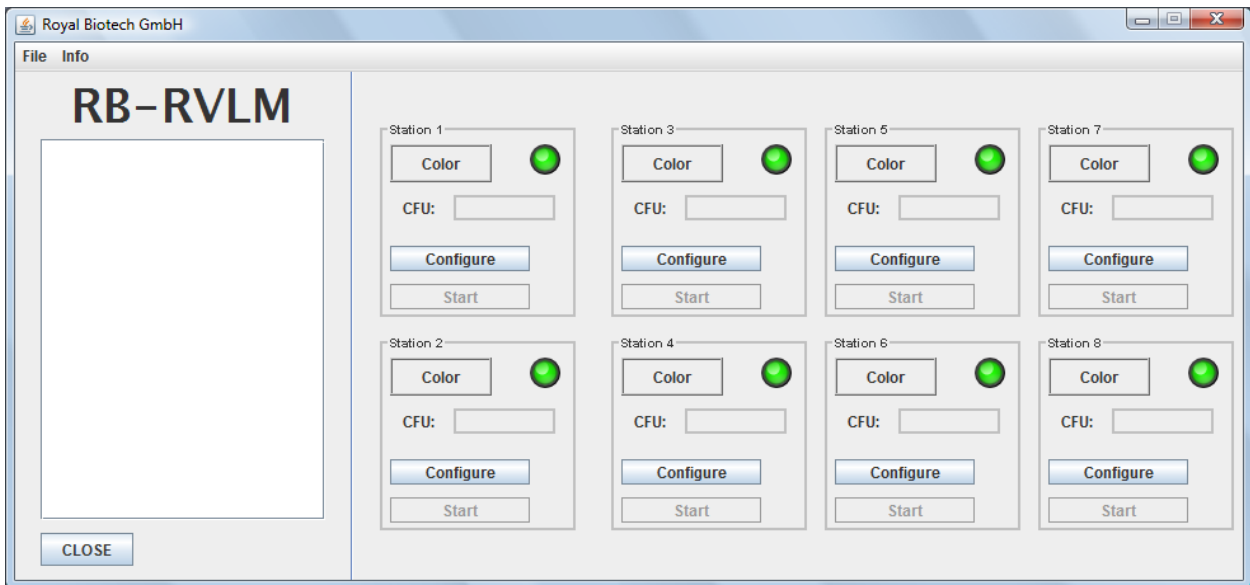 Royal Biotech GmbH
File Info
RB-RVLM
CLOSE
Station 1
Color
CFU:
Configure
Start
Station 2
Color
CFU:
Configure
Start
Station 3
Color
CFU:
Configure
Start
Station 4
Color
CFU:
Configure
Start
Station 5
Color
CFU:
Configure
Start
Station 6
Color
CFU:
Configure
Start
Station 7
Color
CFU:
Configure
Start
Station 8
Color
CFU:
Configure
Start